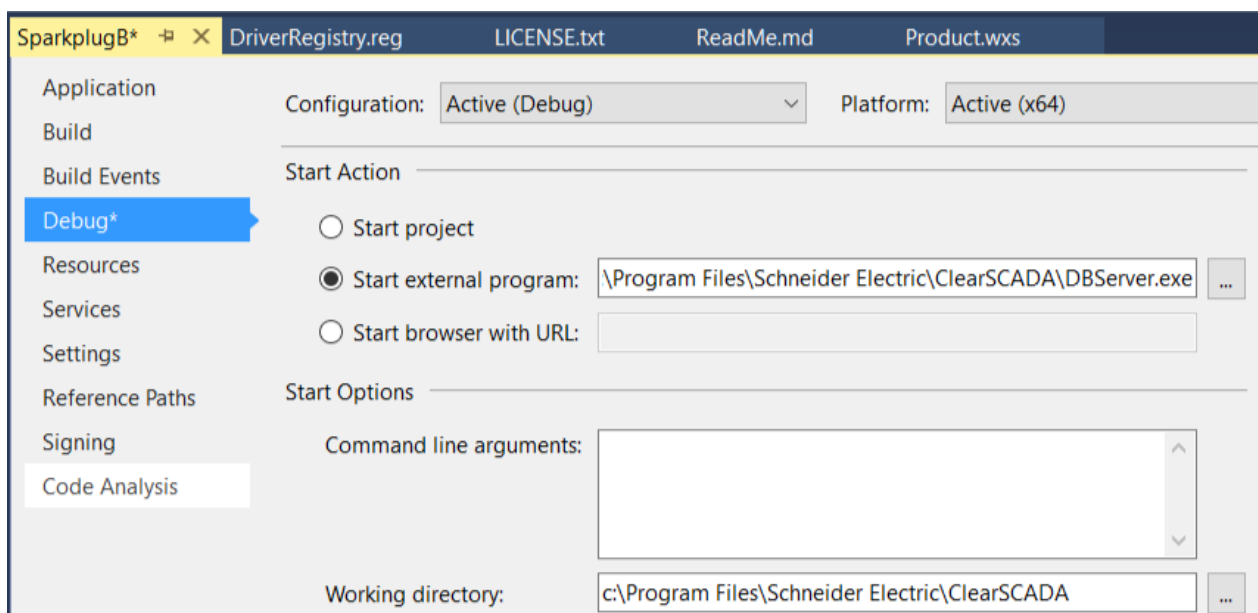 SparkplugB* DriverRegistry.reg LICENSE.txt ReadMe.md Product.wxs
Application
Build
Build Events
Debug*
Resources
Services
Settings
Reference Paths
Signing
Code Analysis
Configuration: Active (Debug) Platform: Active (x64)
Start Action
Start project
Start external program: :\Program Files\Schneider Electric\ClearSCADA\DBServer.exe ...
Start browser with URL:
Start Options
Command line arguments:
Working directory: c:\Program Files\Schneider Electric\ClearSCADA ...